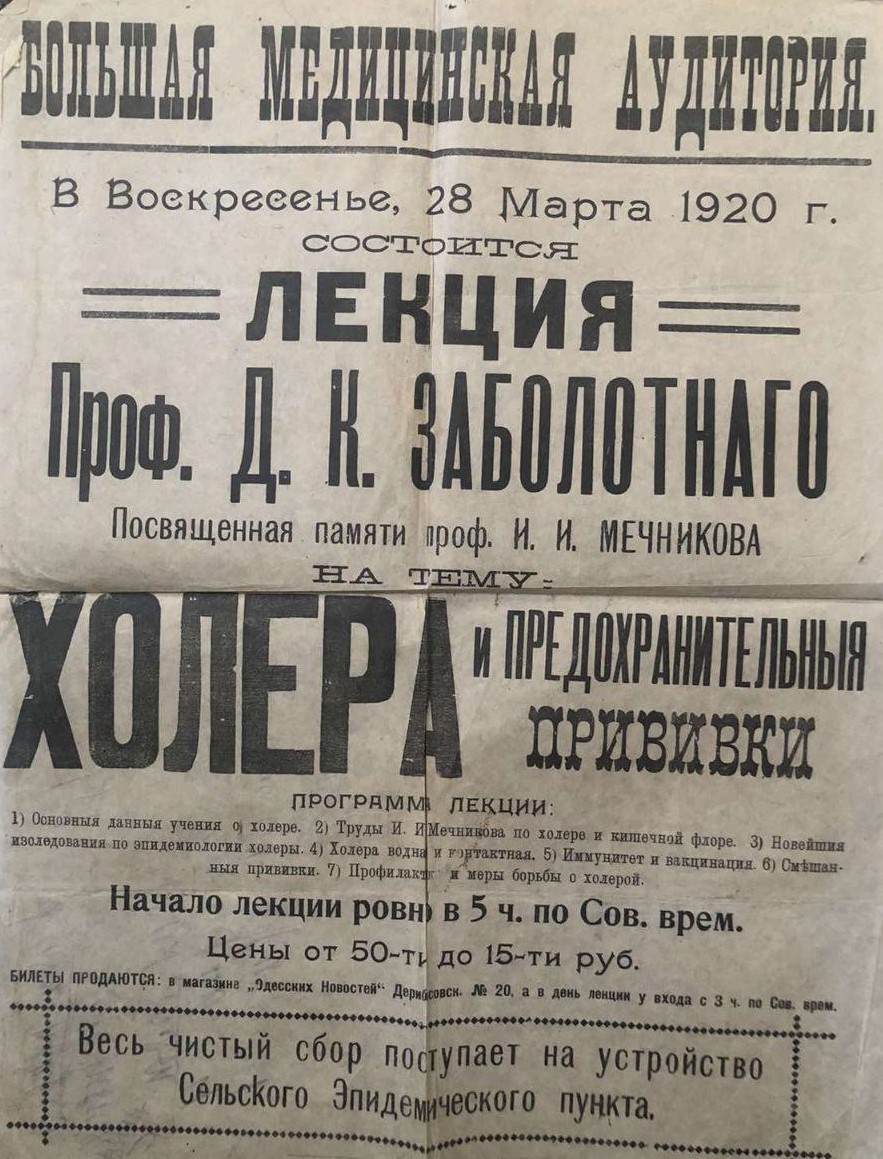 БОЛЬШАЯ МЕДИЦИНСКАЯ АУДИТОРИЯ.
В Воскресенье, 28 Марта 1920 г.
СОСТОИТСЯ
ЛЕКЦИЯ
Проф. Д. К. ЗАБОЛОТНАГО
Посвященная памяти проф. И. И. МЕЧНИКОВА
НА ТЕМУ:
ХОЛЕРА и ПРЕДОХРАНИТЕЛЬНЫЯ
ПРИВИВКИ
ПРОГРАММА ЛЕКЦИИ:
1) Основныя данныя учения о холере. 2) Труды И. И. Мечникова по холере и кишечной флоре. 3) Новейшия
изоледования по эпидемиологии холеры. 4) Холера водная и контактная. 5) Иммунитет и вакцинация. 6) Смѣшан-
ныя прививки. 7) Профилактика и меры борьбы о холерой.
Начало лекции ровно в 5 ч. по Сов. врем.
Цены от 50-ти до 15-ти руб.
БИЛЕТЫ ПРОДАЮТСЯ: в магазине „Одесских Новостей“ Дерибасовск. № 20, а в день лекции у входа с 3 ч. по Сов. врем.
Весь чистый сбор поступает на устройство
Сельского Эпидемического пункта.